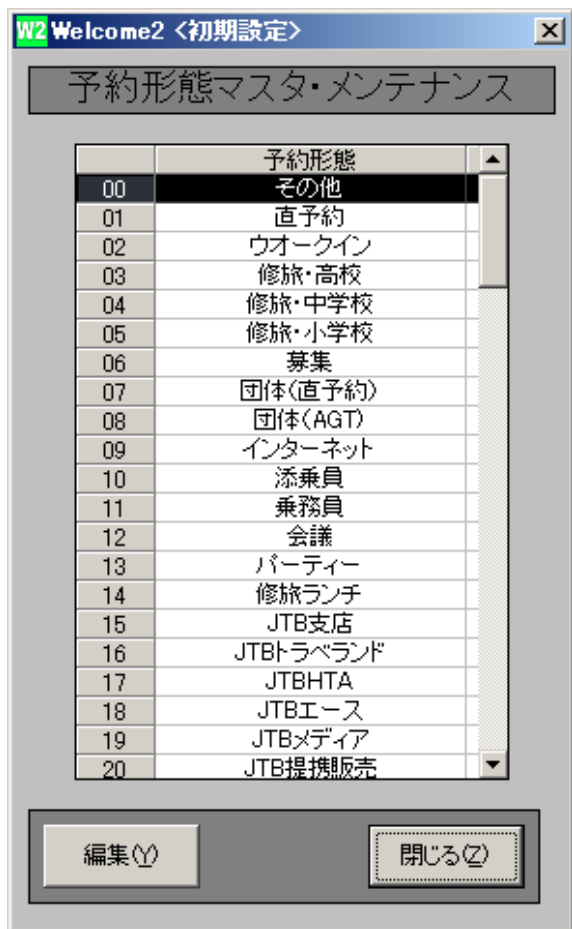 W2 Welcome2 <初期設定>
予約形態マスタ・メンテナンス
予約形態
00 その他
01 直予約
02 ウオークイン
03 修旅・高校
04 修旅・中学校
05 修旅・小学校
06 募集
07 団体(直予約)
08 団体(AGT)
09 インターネット
10 添乗員
11 乗務員
12 会議
13 パーティー
14 修旅ランチ
15 JTB支店
16 JTBトラベランド
17 JTBHTA
18 JTBエース
19 JTBメディア
20 JTB提携販売
編集(Y) 閉じる(Z)